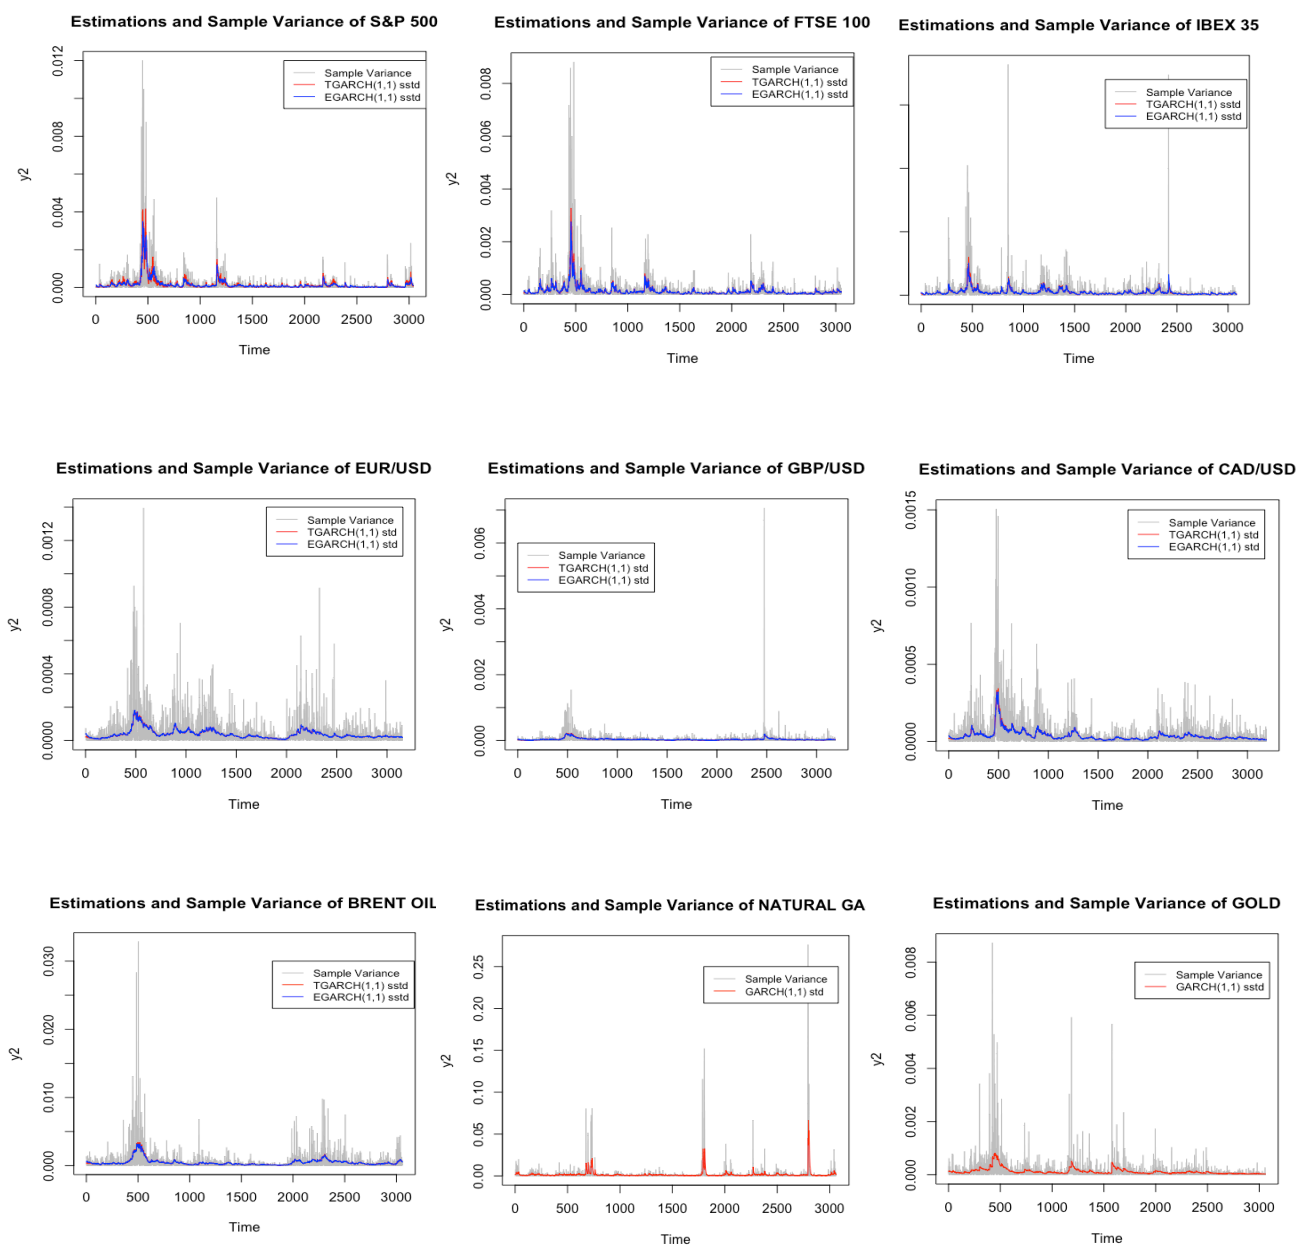 Estimations and Sample Variance of S&P 500
y2
0.012
0.008
0.004
0.000
Sample Variance
TGARCH(1,1) sstd
EGARCH(1,1) sstd
0 500 1000 1500 2000 2500 3000
Time
Estimations and Sample Variance of FTSE 100
y2
0.008
0.006
0.004
0.002
0.000
Sample Variance
TGARCH(1,1) sstd
EGARCH(1,1) sstd
0 500 1000 1500 2000 2500 3000
Time
Estimations and Sample Variance of IBEX 35
Sample Variance
TGARCH(1,1) sstd
EGARCH(1,1) sstd
0 500 1000 1500 2000 2500 3000
Time
Estimations and Sample Variance of EUR/USD
y2
0.0012
0.0008
0.0004
0.0000
Sample Variance
TGARCH(1,1) std
EGARCH(1,1) std
0 500 1000 1500 2000 2500 3000
Time
Estimations and Sample Variance of GBP/USD
y2
0.006
0.004
0.002
0.000
Sample Variance
TGARCH(1,1) std
EGARCH(1,1) std
0 500 1000 1500 2000 2500 3000
Time
Estimations and Sample Variance of CAD/USD
y2
0.0015
0.0010
0.0005
0.0000
Sample Variance
TGARCH(1,1) std
EGARCH(1,1) std
0 500 1000 1500 2000 2500 3000
Time
Estimations and Sample Variance of BRENT OIL
y2
0.030
0.020
0.010
0.000
Sample Variance
TGARCH(1,1) sstd
EGARCH(1,1) sstd
0 500 1000 1500 2000 2500 3000
Time
Estimations and Sample Variance of NATURAL GA
y2
0.25
0.20
0.15
0.10
0.05
0.00
Sample Variance
GARCH(1,1) std
0 500 1000 1500 2000 2500 3000
Time
Estimations and Sample Variance of GOLD
y2
0.008
0.006
0.004
0.002
0.000
Sample Variance
GARCH(1,1) sstd
0 500 1000 1500 2000 2500 3000
Time